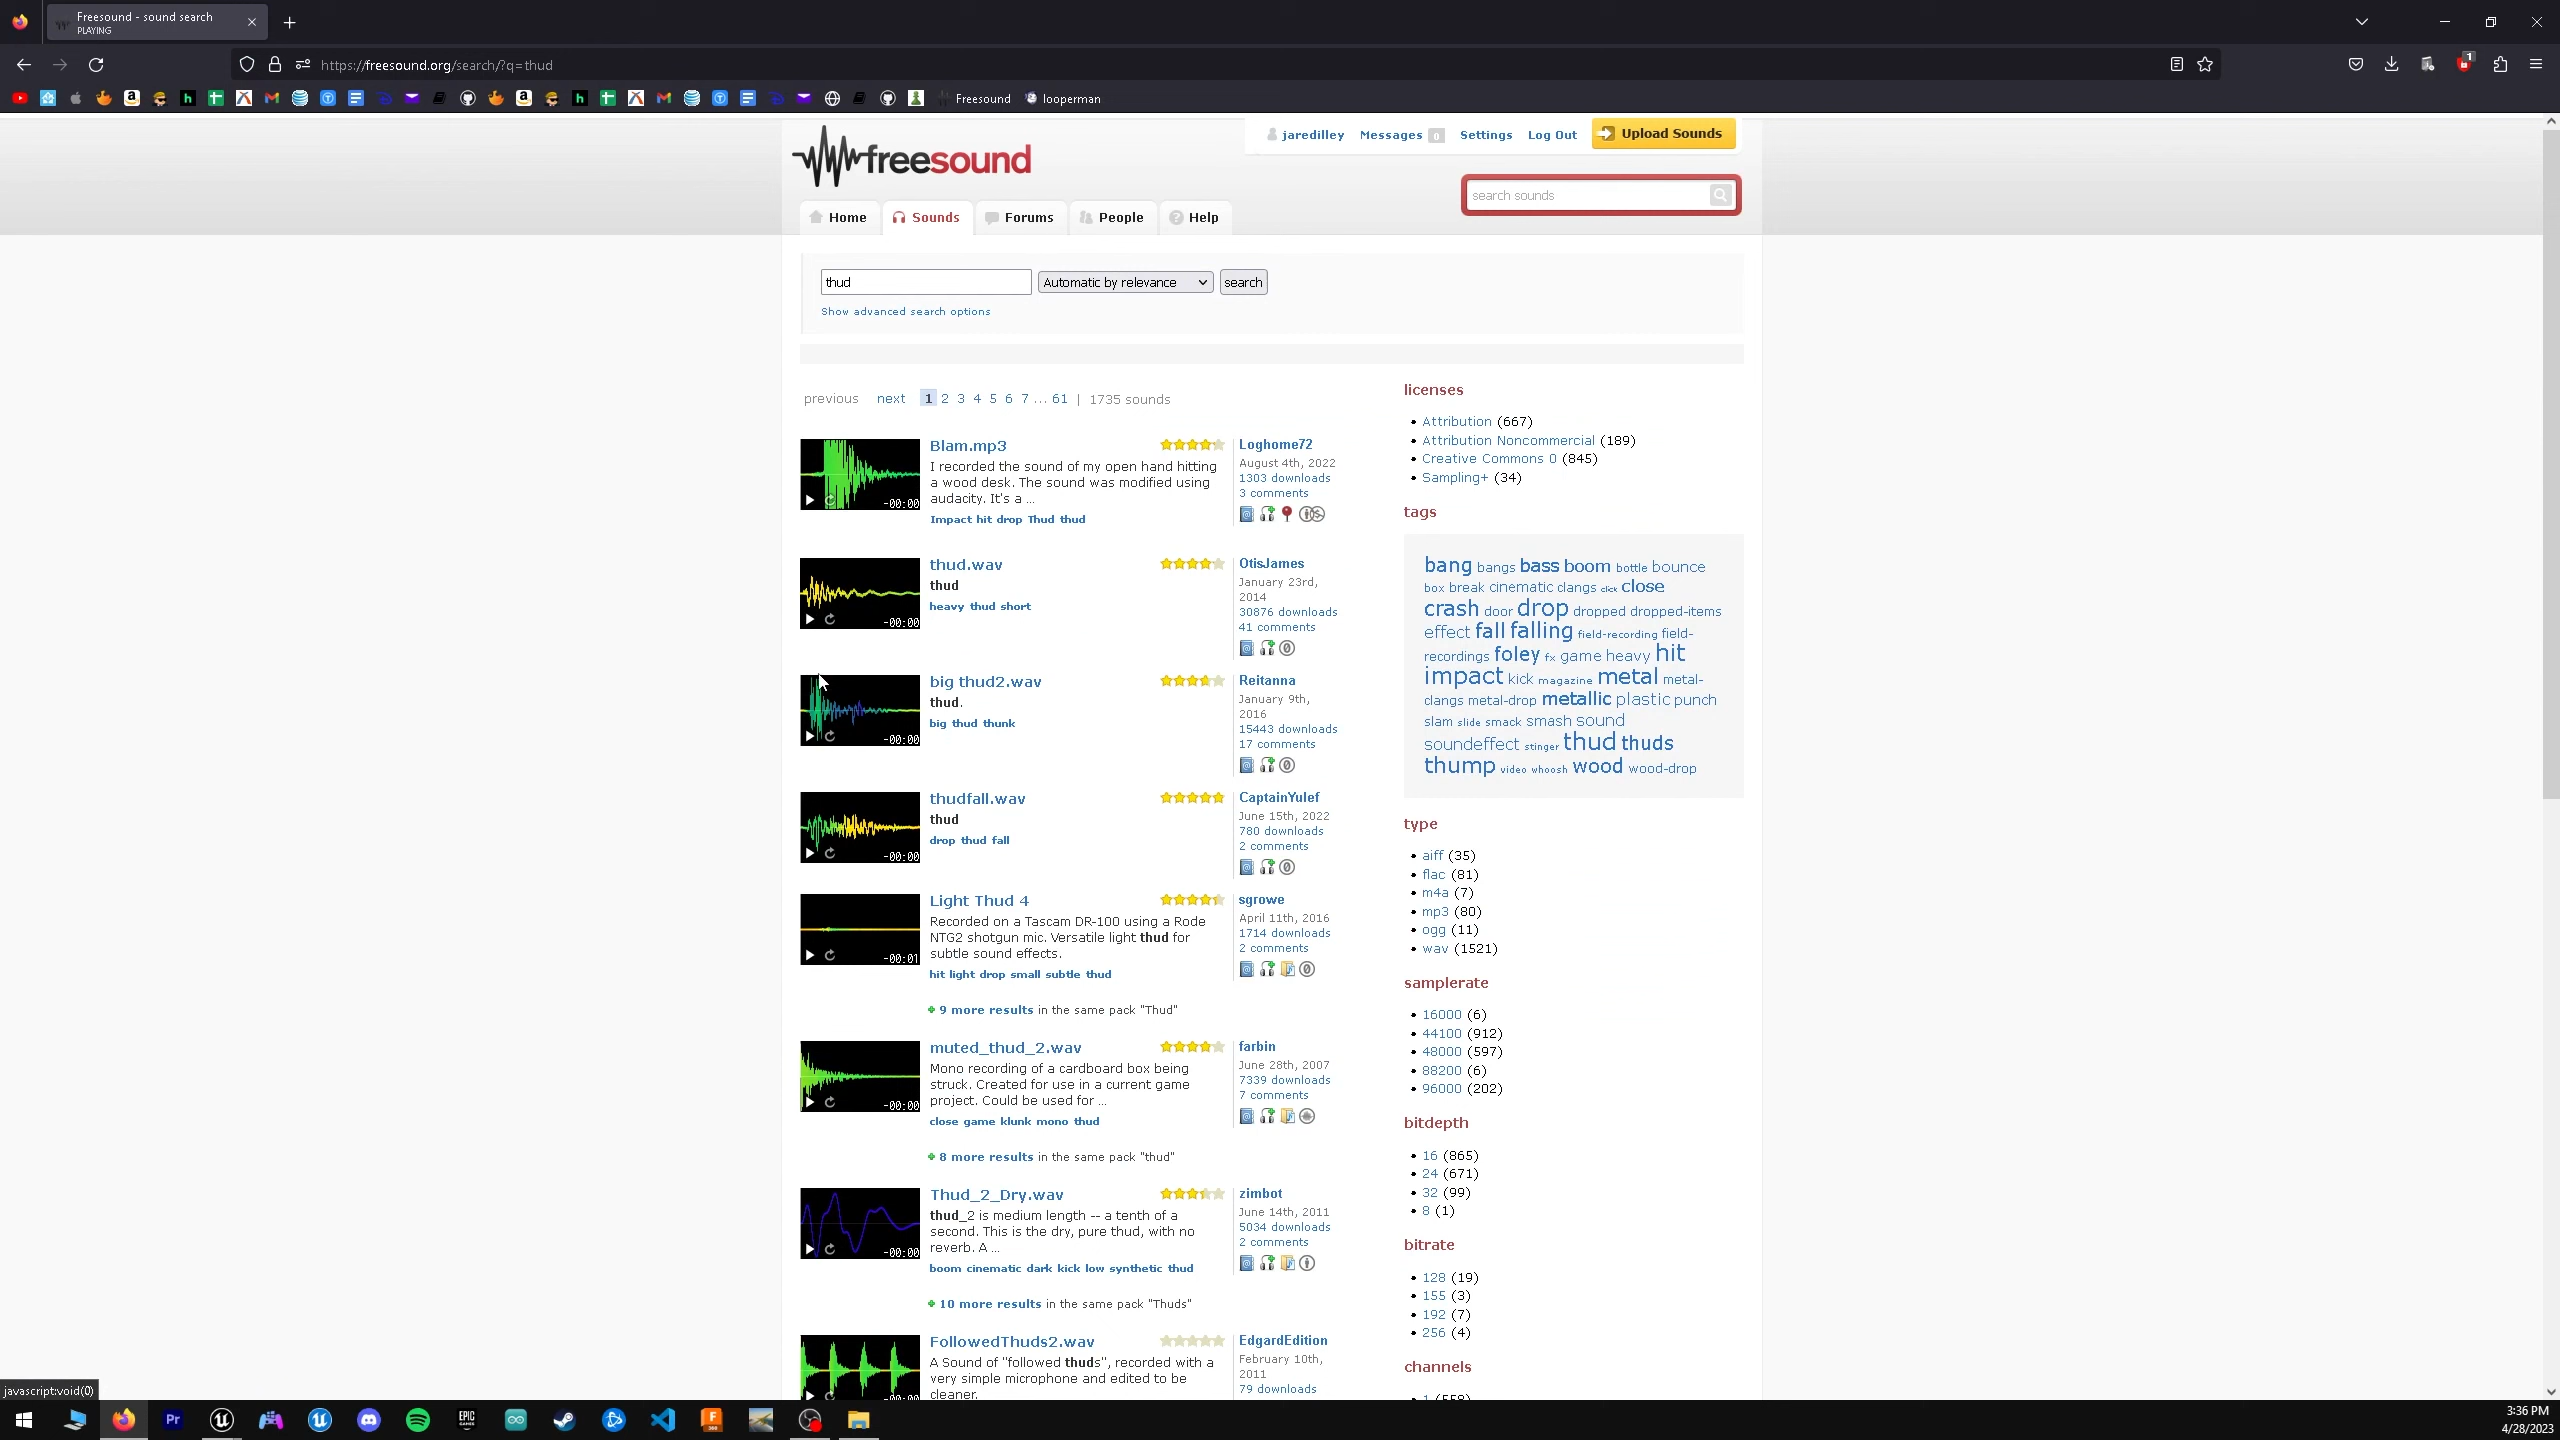 Freesound - sound search
PLAYING
https://freesound.org/search/?q=thud
1
Freesound
looperman
freesound
jaredilley
Messages 0
Settings
Log Out
Upload Sounds
search sounds
Home
Sounds
Forums
People
Help
thud
Automatic by relevance
search
Show advanced search options
previous next 1 2 3 4 5 6 7 ... 61 | 1735 sounds
-00:00
Blam.mp3
I recorded the sound of my open hand hitting
a wood desk. The sound was modified using
audacity. It's a ...
Impact hit drop Thud thud
Loghome72
August 4th, 2022
1303 downloads
3 comments
-00:00
thud.wav
thud
heavy thud short
OtisJames
January 23rd,
2014
30876 downloads
41 comments
-00:00
big thud2.wav
thud.
big thud thunk
Reitanna
January 9th,
2016
15443 downloads
17 comments
-00:00
thudfall.wav
thud
drop thud fall
CaptainYulef
June 15th, 2022
780 downloads
2 comments
-00:01
Light Thud 4
Recorded on a Tascam DR-100 using a Rode
NTG2 shotgun mic. Versatile light thud for
subtle sound effects.
hit light drop small subtle thud
9 more results in the same pack "Thud"
sgrowe
April 11th, 2016
1714 downloads
2 comments
-00:00
muted_thud_2.wav
Mono recording of a cardboard box being
struck. Created for use in a current game
project. Could be used for ...
close game klunk mono thud
8 more results in the same pack "thud"
farbin
June 28th, 2007
7339 downloads
7 comments
-00:00
Thud_2_Dry.wav
thud_2 is medium length -- a tenth of a
second. This is the dry, pure thud, with no
reverb. A ...
boom cinematic dark kick low synthetic thud
10 more results in the same pack "Thuds"
zimbot
June 14th, 2011
5034 downloads
2 comments
FollowedThuds2.wav
A Sound of "followed thuds", recorded with a
very simple microphone and edited to be
cleaner.
EdgardEdition
February 10th,
2011
79 downloads
licenses
Attribution (667)
Attribution Noncommercial (189)
Creative Commons 0 (845)
Sampling+ (34)
tags
bang bangs bass boom bottle bounce
box break cinematic clangs click close
crash door drop dropped dropped-items
effect fall falling field-recording field-
recordings foley fx game heavy hit
impact kick magazine metal metal-
clangs metal-drop metallic plastic punch
slam slide smack smash sound
soundeffect stinger thud thuds
thump video whoosh wood wood-drop
type
aiff (35)
flac (81)
m4a (7)
mp3 (80)
ogg (11)
wav (1521)
samplerate
16000 (6)
44100 (912)
48000 (597)
88200 (6)
96000 (202)
bitdepth
16 (865)
24 (671)
32 (99)
8 (1)
bitrate
128 (19)
155 (3)
192 (7)
256 (4)
channels
javascript:void(0)
Pr
EPIC
GAMES
3:36 PM
4/28/2023